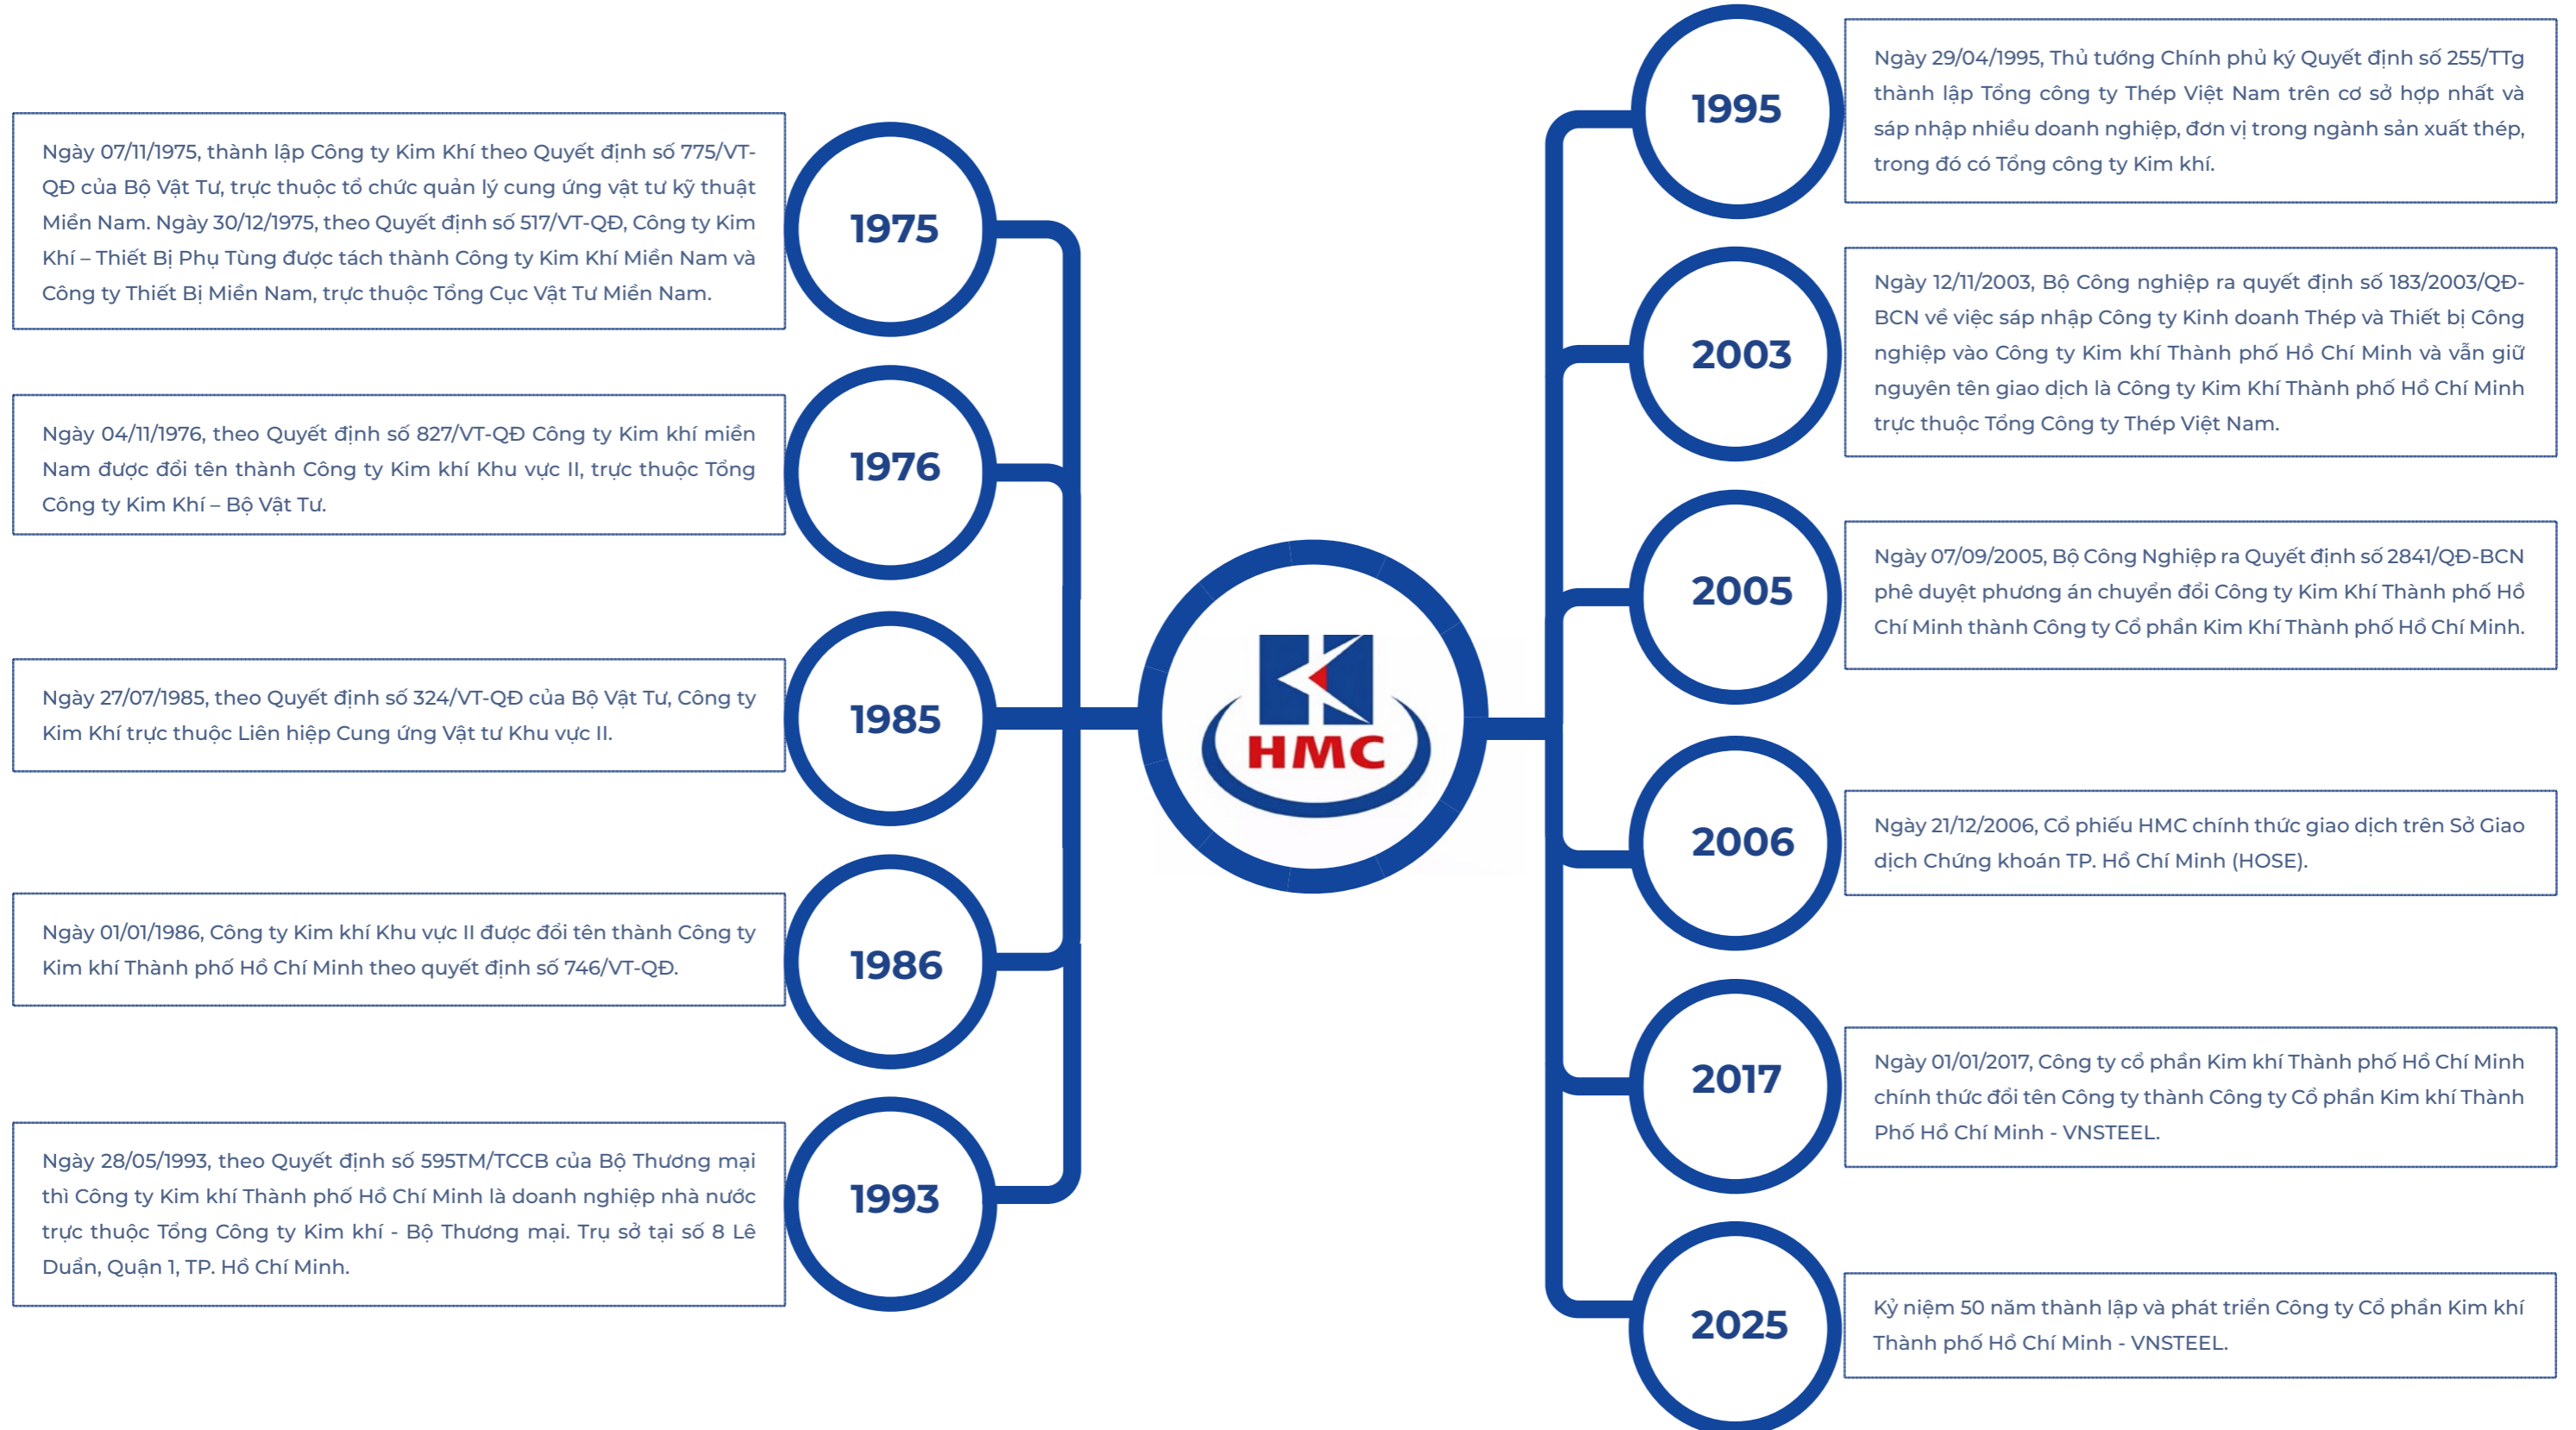 1975
Ngày 07/11/1975, thành lập Công ty Kim Khí theo Quyết định số 775/VT-
QĐ của Bộ Vật Tư, trực thuộc tổ chức quản lý cung ứng vật tư kỹ thuật
Miền Nam. Ngày 30/12/1975, theo Quyết định số 517/VT-QĐ, Công ty Kim
Khí – Thiết Bị Phụ Tùng được tách thành Công ty Kim Khí Miền Nam và
Công ty Thiết Bị Miền Nam, trực thuộc Tổng Cục Vật Tư Miền Nam.
1976
Ngày 04/11/1976, theo Quyết định số 827/VT-QĐ Công ty Kim khí miền
Nam được đổi tên thành Công ty Kim khí Khu vực II, trực thuộc Tổng
Công ty Kim Khí – Bộ Vật Tư.
1985
Ngày 27/07/1985, theo Quyết định số 324/VT-QĐ của Bộ Vật Tư, Công ty
Kim Khí trực thuộc Liên hiệp Cung ứng Vật tư Khu vực II.
1986
Ngày 01/01/1986, Công ty Kim khí Khu vực II được đổi tên thành Công ty
Kim khí Thành phố Hồ Chí Minh theo quyết định số 746/VT-QĐ.
1993
Ngày 28/05/1993, theo Quyết định số 595TM/TCCB của Bộ Thương mại
thì Công ty Kim khí Thành phố Hồ Chí Minh là doanh nghiệp nhà nước
trực thuộc Tổng Công ty Kim khí - Bộ Thương mại. Trụ sở tại số 8 Lê
Duẩn, Quận 1, TP. Hồ Chí Minh.
HMC
1995
Ngày 29/04/1995, Thủ tướng Chính phủ ký Quyết định số 255/TTg
thành lập Tổng công ty Thép Việt Nam trên cơ sở hợp nhất và
sáp nhập nhiều doanh nghiệp, đơn vị trong ngành sản xuất thép,
trong đó có Tổng công ty Kim khí.
2003
Ngày 12/11/2003, Bộ Công nghiệp ra quyết định số 183/2003/QĐ-
BCN về việc sáp nhập Công ty Kinh doanh Thép và Thiết bị Công
nghiệp vào Công ty Kim khí Thành phố Hồ Chí Minh và vẫn giữ
nguyên tên giao dịch là Công ty Kim Khí Thành phố Hồ Chí Minh
trực thuộc Tổng Công ty Thép Việt Nam.
2005
Ngày 07/09/2005, Bộ Công Nghiệp ra Quyết định số 2841/QĐ-BCN
phê duyệt phương án chuyển đổi Công ty Kim Khí Thành phố Hồ
Chí Minh thành Công ty Cổ phần Kim Khí Thành phố Hồ Chí Minh.
2006
Ngày 21/12/2006, Cổ phiếu HMC chính thức giao dịch trên Sở Giao
dịch Chứng khoán TP. Hồ Chí Minh (HOSE).
2017
Ngày 01/01/2017, Công ty cổ phần Kim khí Thành phố Hồ Chí Minh
chính thức đổi tên Công ty thành Công ty Cổ phần Kim khí Thành
Phố Hồ Chí Minh - VNSTEEL.
2025
Kỷ niệm 50 năm thành lập và phát triển Công ty Cổ phần Kim khí
Thành phố Hồ Chí Minh - VNSTEEL.